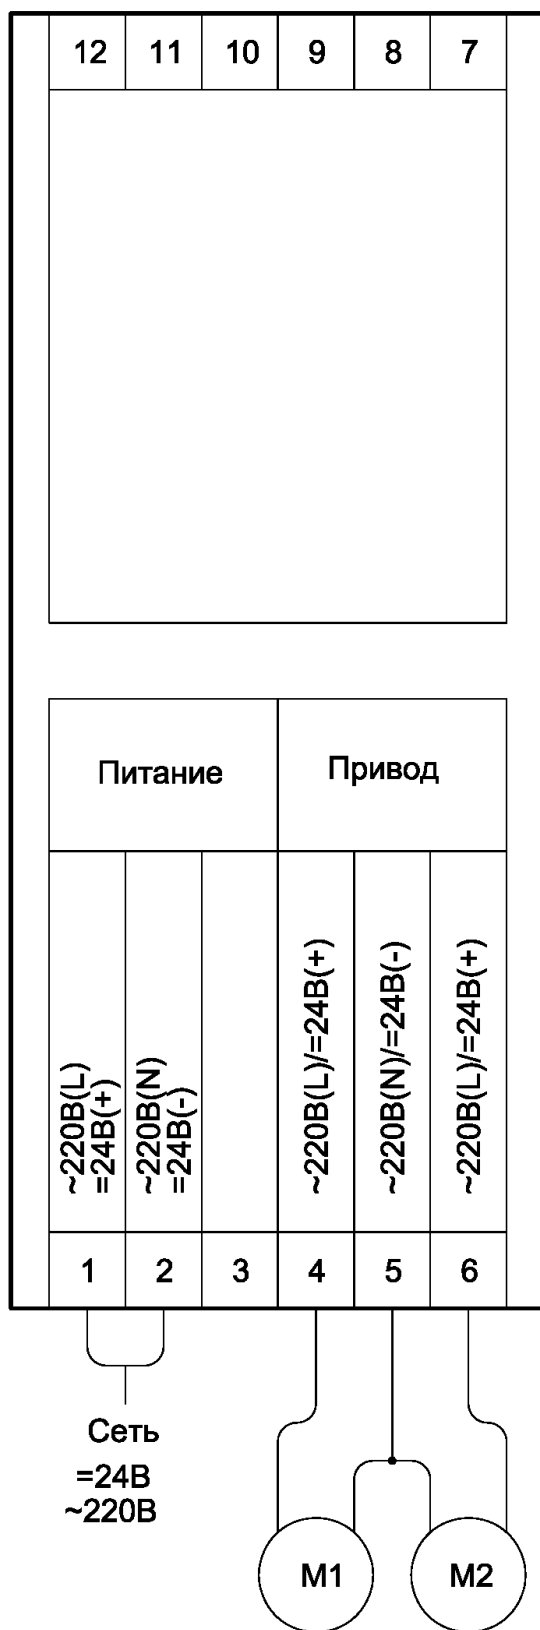 12 11 10 9 8 7
Питание
Привод
~220В(L)
=24В(+)
~220В(N)
=24В(-)
~220В(L)/=24В(+)
~220В(N)/=24В(-)
~220В(L)/=24В(+)
1 2 3 4 5 6
Сеть
=24В
~220В
М1
М2